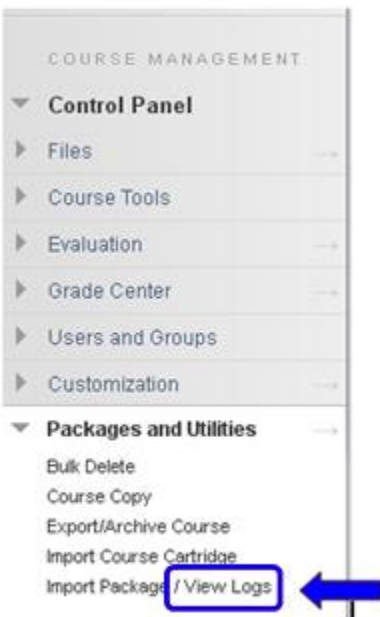 COURSE MANAGEMENT
Control Panel
Files
Course Tools
Evaluation
Grade Center
Users and Groups
Customization
Packages and Utilities
Bulk Delete
Course Copy
Export/Archive Course
Import Course Cartridge
Import Package / View Logs